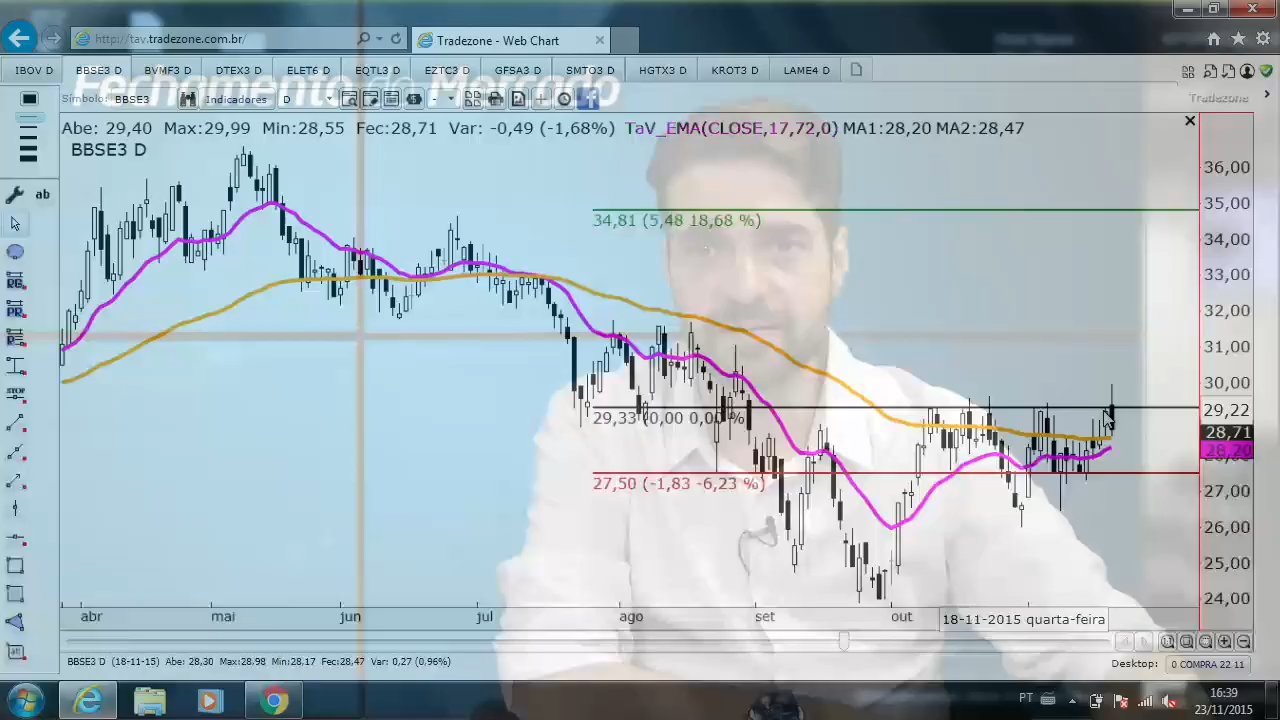 http://tav.tradezone.com.br/
Tradezone - Web Chart
IBOV D
BBSE3 D
BVMF3 D
DTEX3 D
ELET6 D
EQTL3 D
EZTC3 D
GFSA3 D
SMTO3 D
HGTX3 D
KROT3 D
LAME4 D
Fechamento do Mercado
Símbolo: BBSE3
Indicadores
D
Tradezone
Abe: 29,40 Max:29,99 Min:28,55 Fec:28,71 Var: -0,49 (-1,68%) TaV_EMA(CLOSE,17,72,0) MA1:28,20 MA2:28,47
BBSE3 D
36,00
35,00
34,81 (5,48 18,68 %)
34,00
33,00
32,00
31,00
30,00
29,22
29,33 (0,00 0,00 %
28,71
28,20
27,50 (-1,83 -6,23 %)
27,00
26,00
25,00
24,00
ab
RG
PR
STOP
abr
mai
jun
jul
ago
set
out
18-11-2015 quarta-feira
BBSE3 D (18-11-15) Abe: 28,30 Max:28,98 Min:28,17 Fec:28,47 Var: 0,27 (0,96%)
Desktop:
0 COMPRA 22 11
PT
16:39
23/11/2015